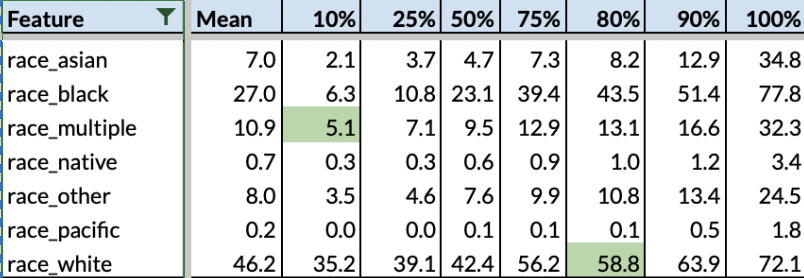 Feature Mean 10% 25% 50% 75% 80% 90% 100%
race_asian 7.0 2.1 3.7 4.7 7.3 8.2 12.9 34.8
race_black 27.0 6.3 10.8 23.1 39.4 43.5 51.4 77.8
race_multiple 10.9 5.1 7.1 9.5 12.9 13.1 16.6 32.3
race_native 0.7 0.3 0.3 0.6 0.9 1.0 1.2 3.4
race_other 8.0 3.5 4.6 7.6 9.9 10.8 13.4 24.5
race_pacific 0.2 0.0 0.0 0.1 0.1 0.1 0.5 1.8
race_white 46.2 35.2 39.1 42.4 56.2 58.8 63.9 72.1